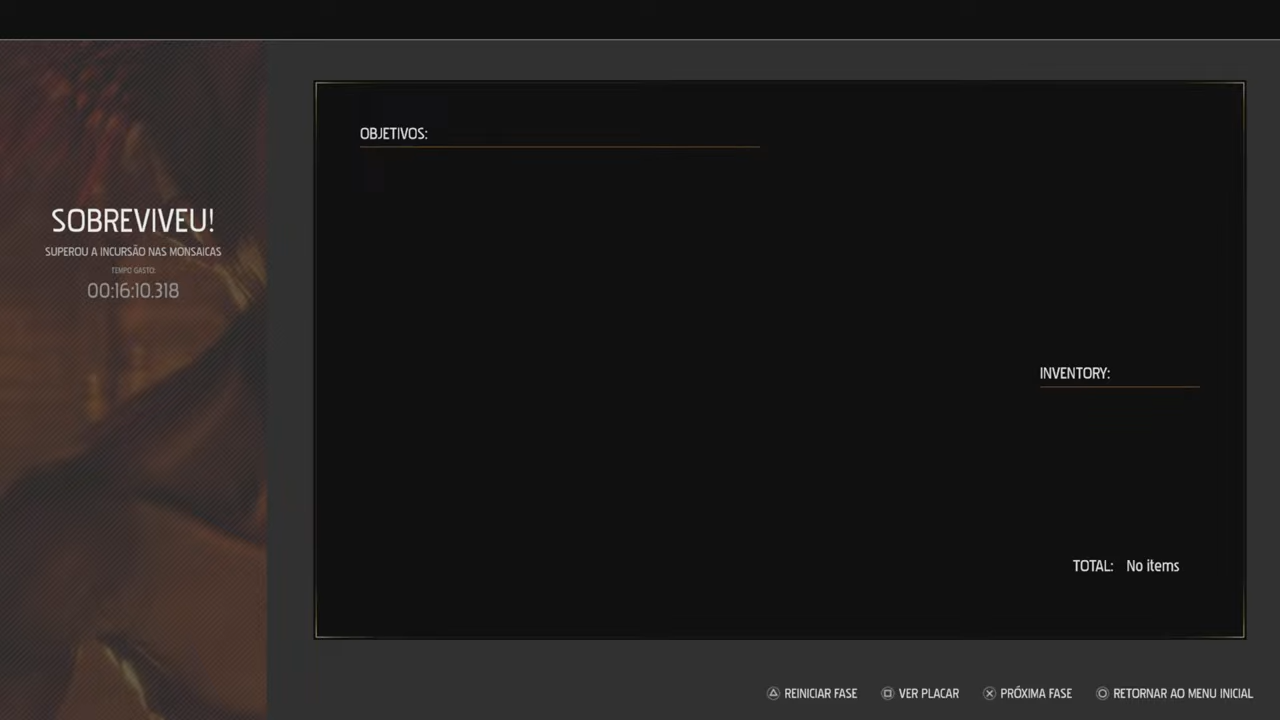 SOBREVIVEU!
SUPEROU A INCURSÃO NAS MONSAICAS
TEMPO GASTO:
00:16:10.318
OBJETIVOS:
INVENTORY:
TOTAL: No items
REINICIAR FASE VER PLACAR PRÓXIMA FASE RETORNAR AO MENU INICIAL